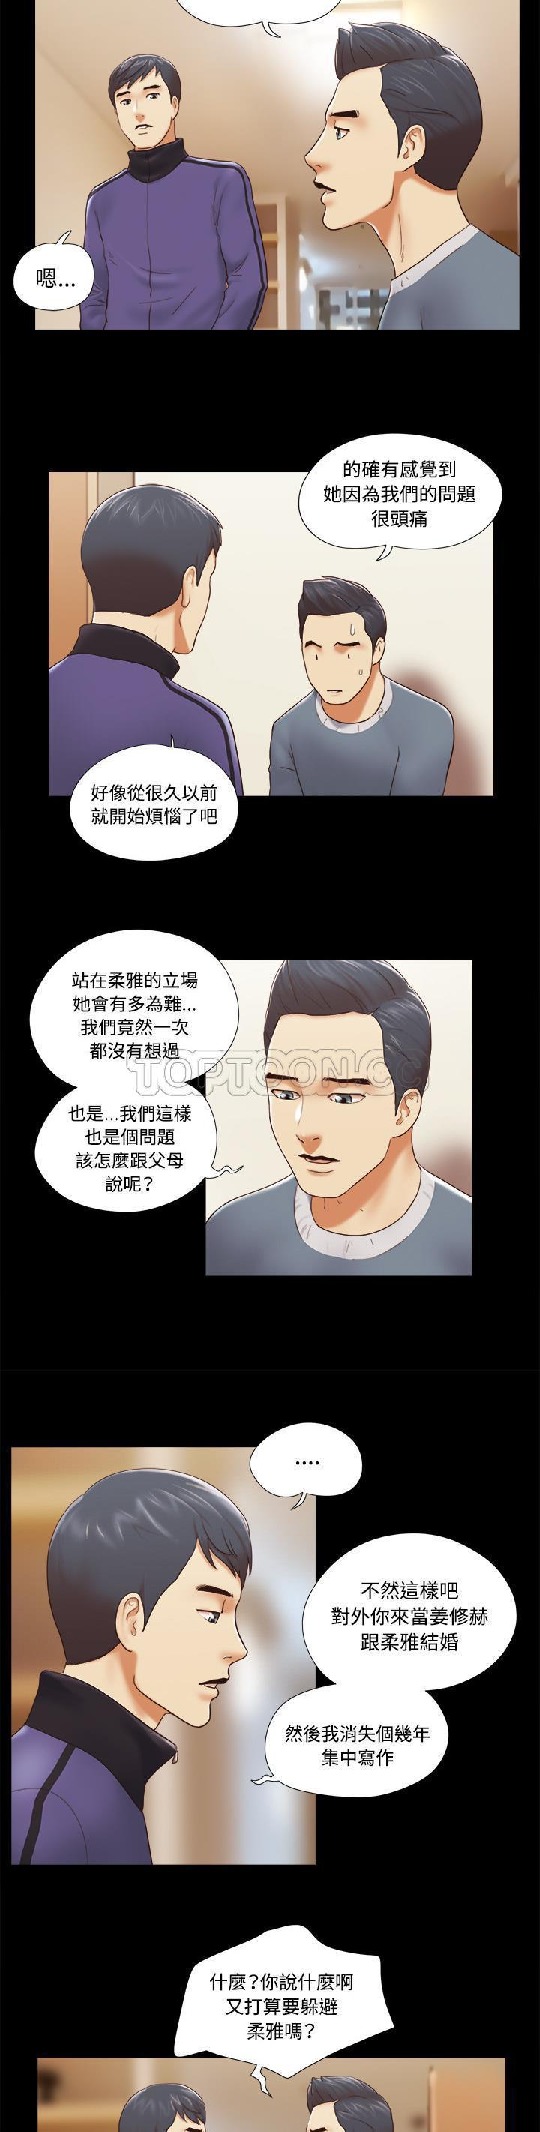 嗯...
的確有感覺到
她因為我們的問題
很頭痛
好像從很久以前
就開始煩惱了吧
站在柔雅的立場
她會有多為難...
我們竟然一次
都沒有想過
TOPTOON.CC
也是...我們這樣
也是個問題
該怎麼跟父母
說呢?
....
不然這樣吧
對外你來當姜修赫
跟柔雅結婚
然後我消失個幾年
集中寫作
什麼?你說什麼啊
又打算要躲避
柔雅嗎?